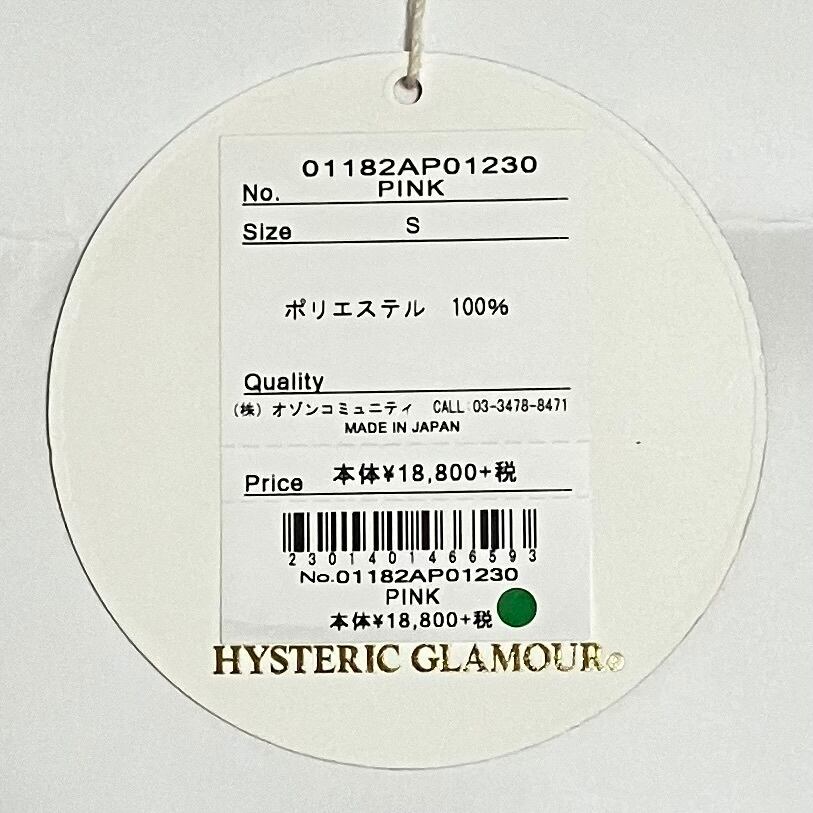 01182AP01230
No. PINK
Size S
ポリエステル 100%
Quality
(株) オゾンコミュニティ CALL 03-3478-8471
MADE IN JAPAN
Price 本体¥18,800+税
2301401466593
No.01182AP01230
PINK
本体¥18,800+税
HYSTERIC GLAMOUR®